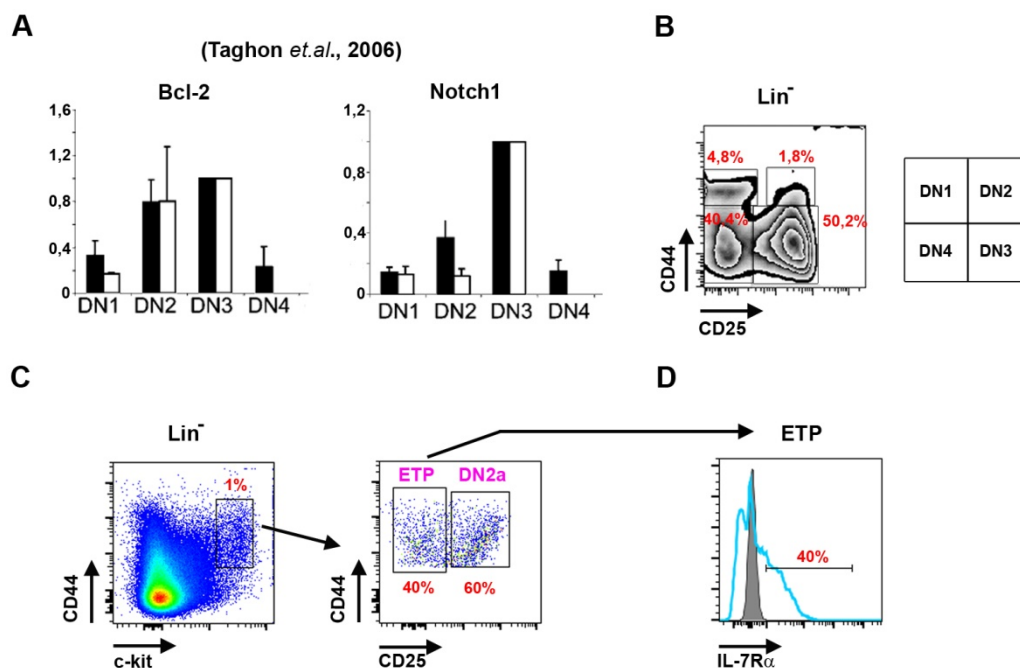 A
(Taghon et.al., 2006)
Bcl-2
1,6
1,2
0,8
0,4
0
DN1 DN2 DN3 DN4
Notch1
1,2
0,8
0,4
0
DN1 DN2 DN3 DN4
B
Lin-
4,8% 1,8%
40,4% 50,2%
CD44
CD25
DN1 DN2
DN4 DN3
C
Lin-
1%
CD44
c-kit
ETP DN2a
40% 60%
CD44
CD25
D
ETP
40%
IL-7Rα